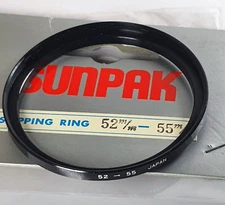 SUNPAK
PPING RING 52m/m — 55m/m
52 — 55 JAPAN